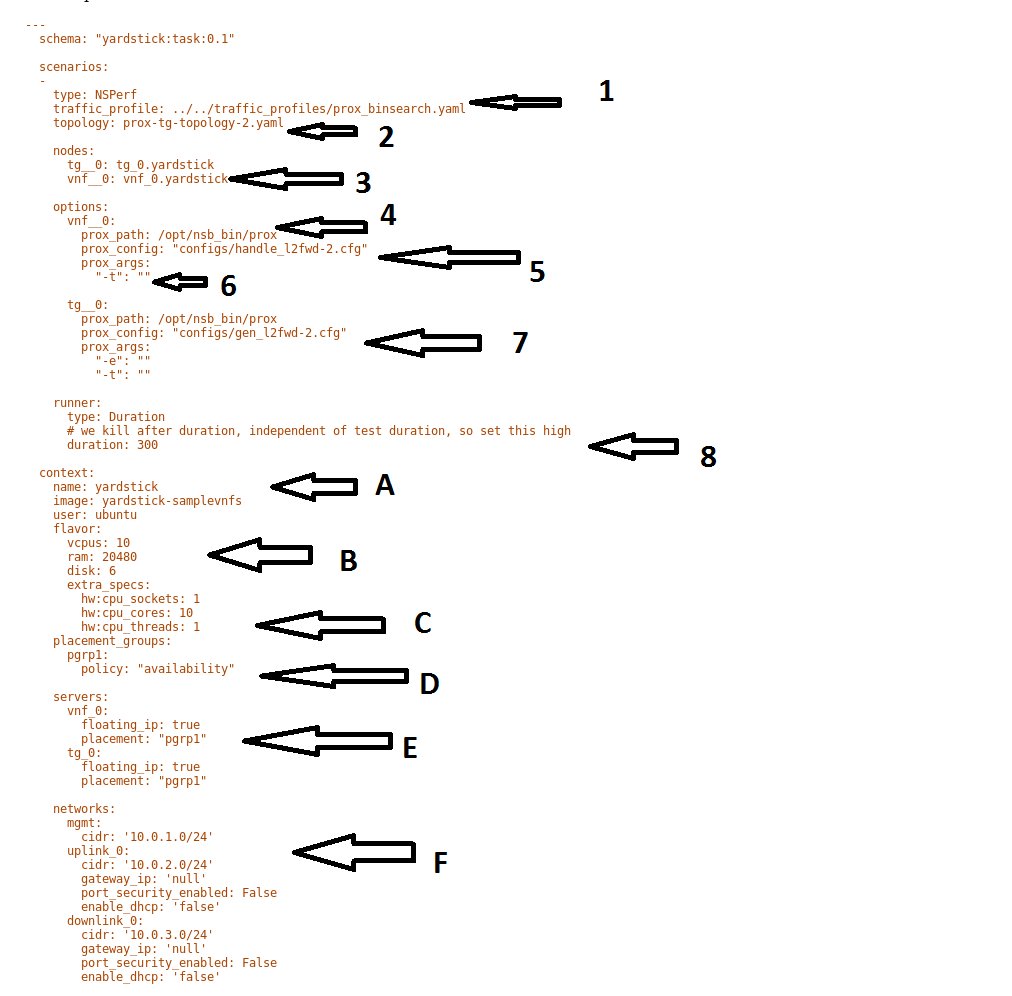 ---
schema: "yardstick:task:0.1"
scenarios:
-
type: NSPerf
traffic_profile: ../../traffic_profiles/prox_binsearch.yaml
1
topology: prox-tg-topology-2.yaml
2
nodes:
tg__0: tg_0.yardstick
vnf__0: vnf_0.yardstick
3
options:
4
vnf__0:
prox_path: /opt/nsb_bin/prox
prox_config: "configs/handle_l2fwd-2.cfg"
prox_args:
5
"-t": ""
6
tg__0:
prox_path: /opt/nsb_bin/prox
prox_config: "configs/gen_l2fwd-2.cfg"
7
prox_args:
"-e": ""
"-t": ""
runner:
type: Duration
# we kill after duration, independent of test duration, so set this high
duration: 300
8
context:
name: yardstick
A
image: yardstick-samplevnfs
user: ubuntu
flavor:
vcpus: 10
ram: 20480
B
disk: 6
extra_specs:
hw:cpu_sockets: 1
hw:cpu_cores: 10
hw:cpu_threads: 1
C
placement_groups:
pgrp1:
policy: "availability"
D
servers:
vnf_0:
floating_ip: true
placement: "pgrp1"
E
tg_0:
floating_ip: true
placement: "pgrp1"
networks:
mgmt:
cidr: '10.0.1.0/24'
uplink_0:
cidr: '10.0.2.0/24'
F
gateway_ip: 'null'
port_security_enabled: False
enable_dhcp: 'false'
downlink_0:
cidr: '10.0.3.0/24'
gateway_ip: 'null'
port_security_enabled: False
enable_dhcp: 'false'